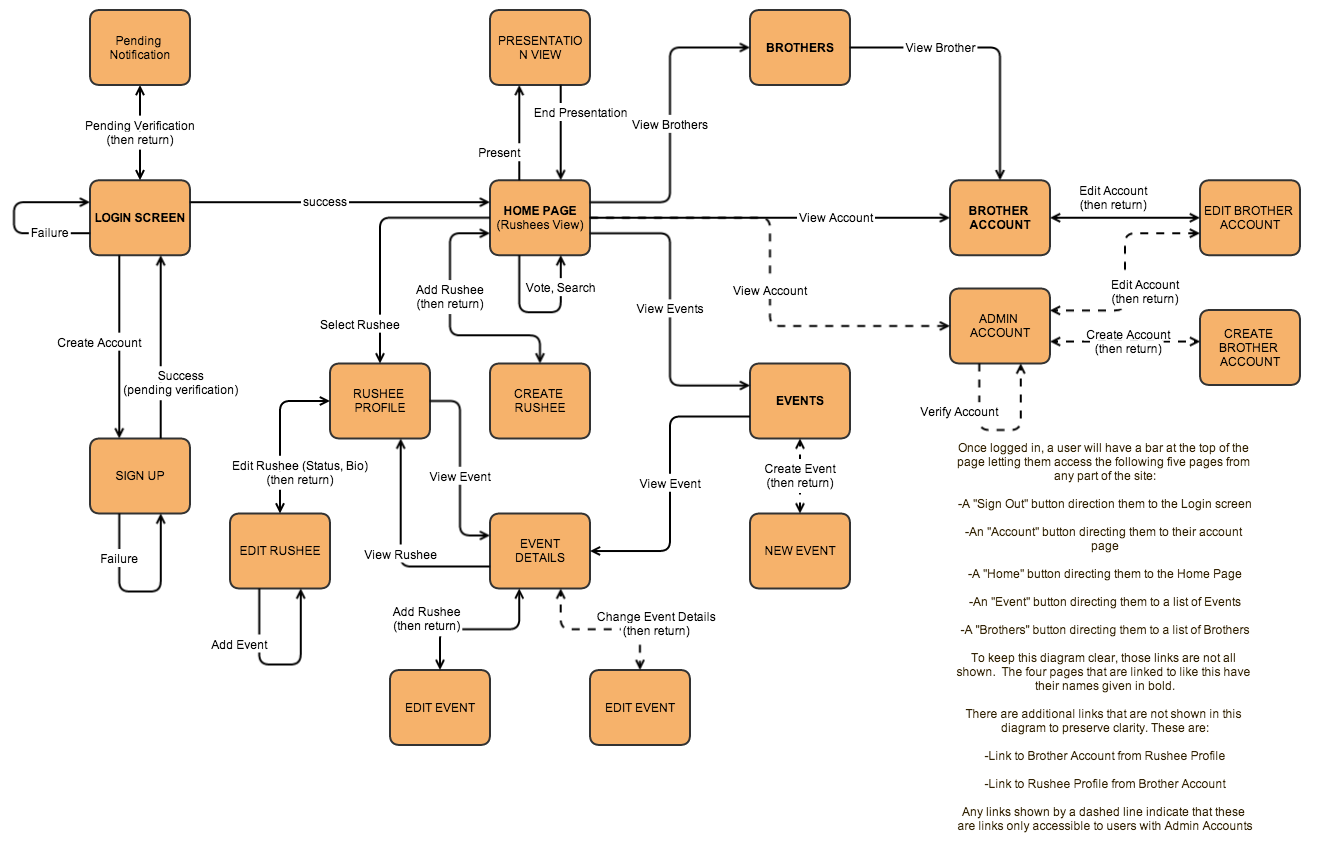 Pending
Notification
PRESENTATIO
N VIEW
BROTHERS
View Brother
End Presentation
View Brothers
Pending Verification
(then return)
Present
LOGIN SCREEN
success
HOME PAGE
(Rushees View)
View Account
BROTHER
ACCOUNT
Edit Account
(then return)
EDIT BROTHER
ACCOUNT
Failure
Add Rushee
(then return)
Vote, Search
View Account
View Events
Edit Account
(then return)
Select Rushee
ADMIN
ACCOUNT
Create Account
(then return)
CREATE
BROTHER
ACCOUNT
Create Account
Success
(pending verification)
RUSHEE
PROFILE
CREATE
RUSHEE
EVENTS
Verify Account
SIGN UP
Edit Rushee (Status, Bio)
(then return)
View Event
View Event
Create Event
(then return)
Failure
EDIT RUSHEE
View Rushee
EVENT
DETAILS
NEW EVENT
Add Event
Add Rushee
(then return)
Change Event Details
(then return)
EDIT EVENT
EDIT EVENT
Once logged in, a user will have a bar at the top of the
page letting them access the following five pages from
any part of the site:
-A "Sign Out" button direction them to the Login screen
-An "Account" button directing them to their account
page
-A "Home" button directing them to the Home Page
-An "Event" button directing them to a list of Events
-A "Brothers" button directing them to a list of Brothers
To keep this diagram clear, those links are not all
shown. The four pages that are linked to like this have
their names given in bold.
There are additional links that are not shown in this
diagram to preserve clarity. These are:
-Link to Brother Account from Rushee Profile
-Link to Rushee Profile from Brother Account
Any links shown by a dashed line indicate that these
are links only accessible to users with Admin Accounts